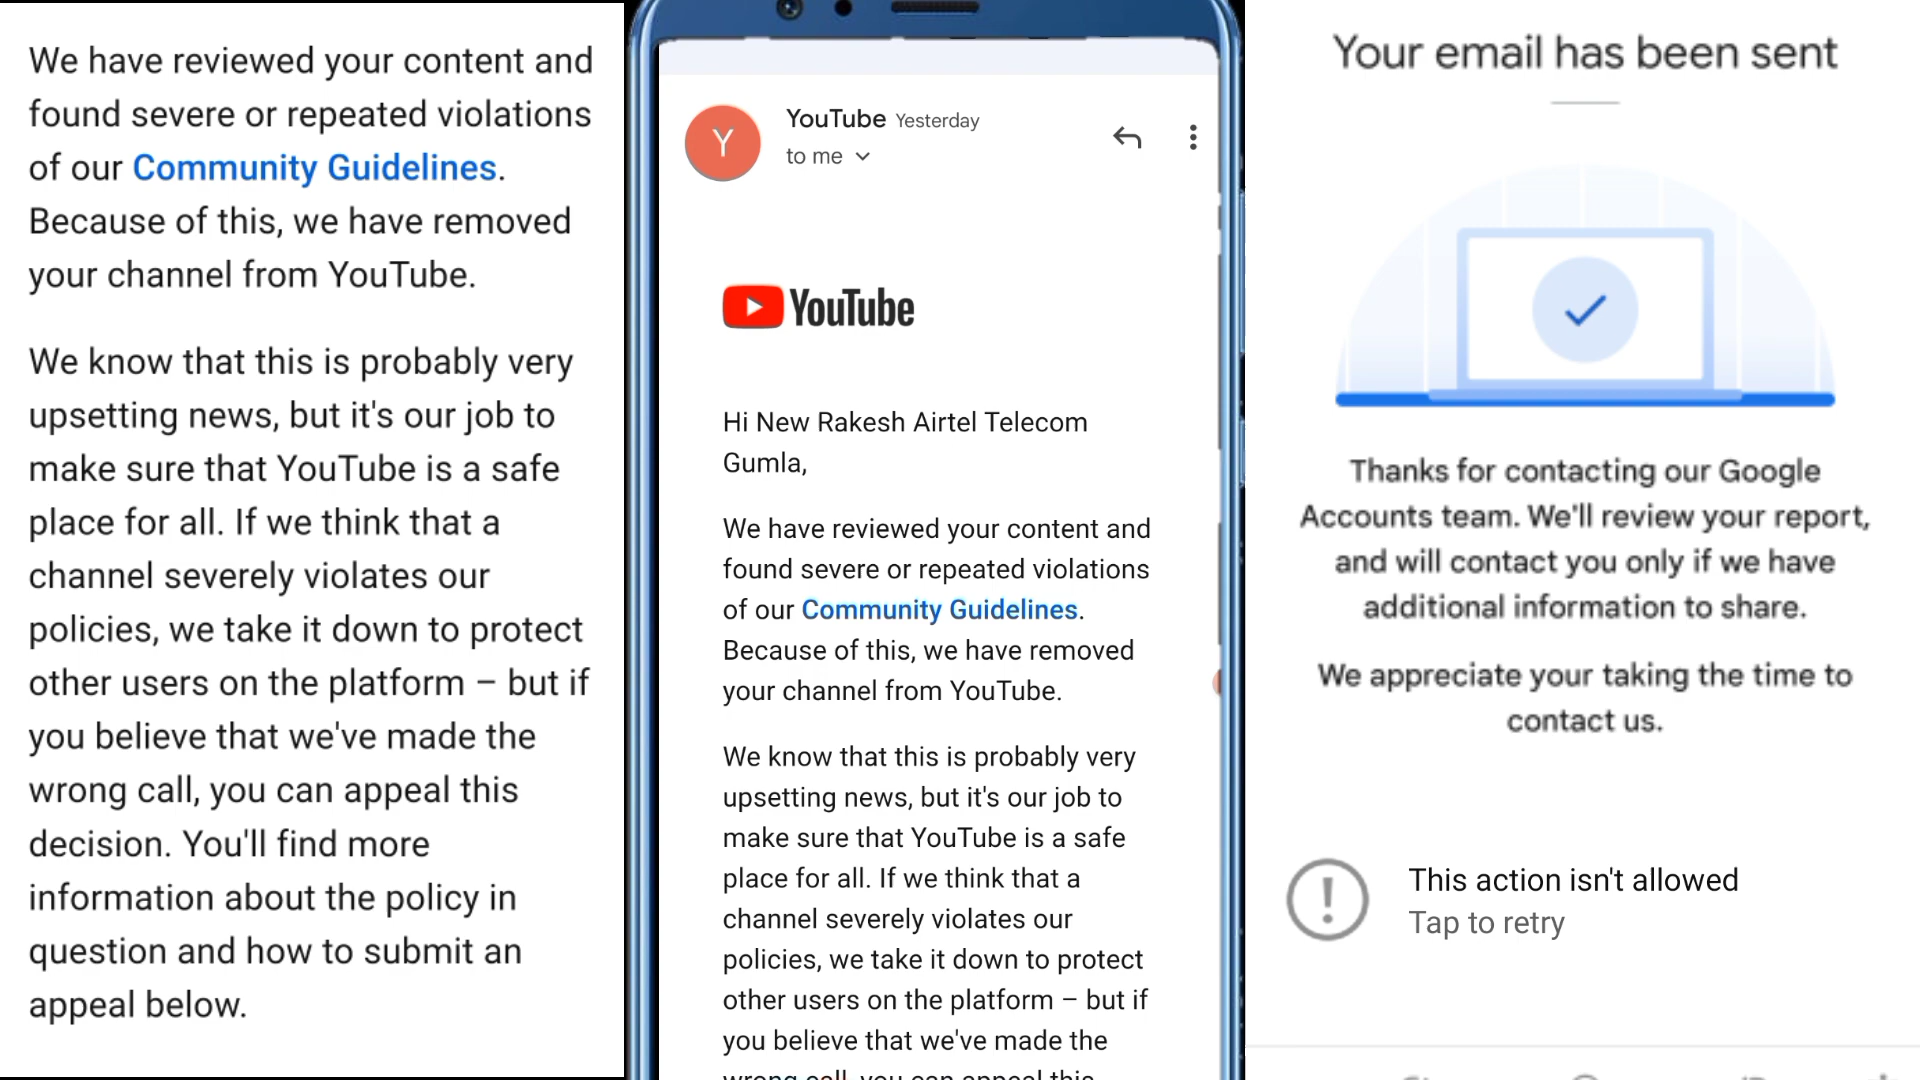 We have reviewed your content and
found severe or repeated violations
of our Community Guidelines.
Because of this, we have removed
your channel from YouTube.
We know that this is probably very
upsetting news, but it's our job to
make sure that YouTube is a safe
place for all. If we think that a
channel severely violates our
policies, we take it down to protect
other users on the platform – but if
you believe that we've made the
wrong call, you can appeal this
decision. You'll find more
information about the policy in
question and how to submit an
appeal below.
Y
YouTube Yesterday
to me
YouTube
Hi New Rakesh Airtel Telecom
Gumla,
We have reviewed your content and
found severe or repeated violations
of our Community Guidelines.
Because of this, we have removed
your channel from YouTube.
We know that this is probably very
upsetting news, but it's our job to
make sure that YouTube is a safe
place for all. If we think that a
channel severely violates our
policies, we take it down to protect
other users on the platform – but if
you believe that we've made the
wrong call, you can appeal this
Your email has been sent
Thanks for contacting our Google
Accounts team. We'll review your report,
and will contact you only if we have
additional information to share.
We appreciate your taking the time to
contact us.
This action isn't allowed
Tap to retry